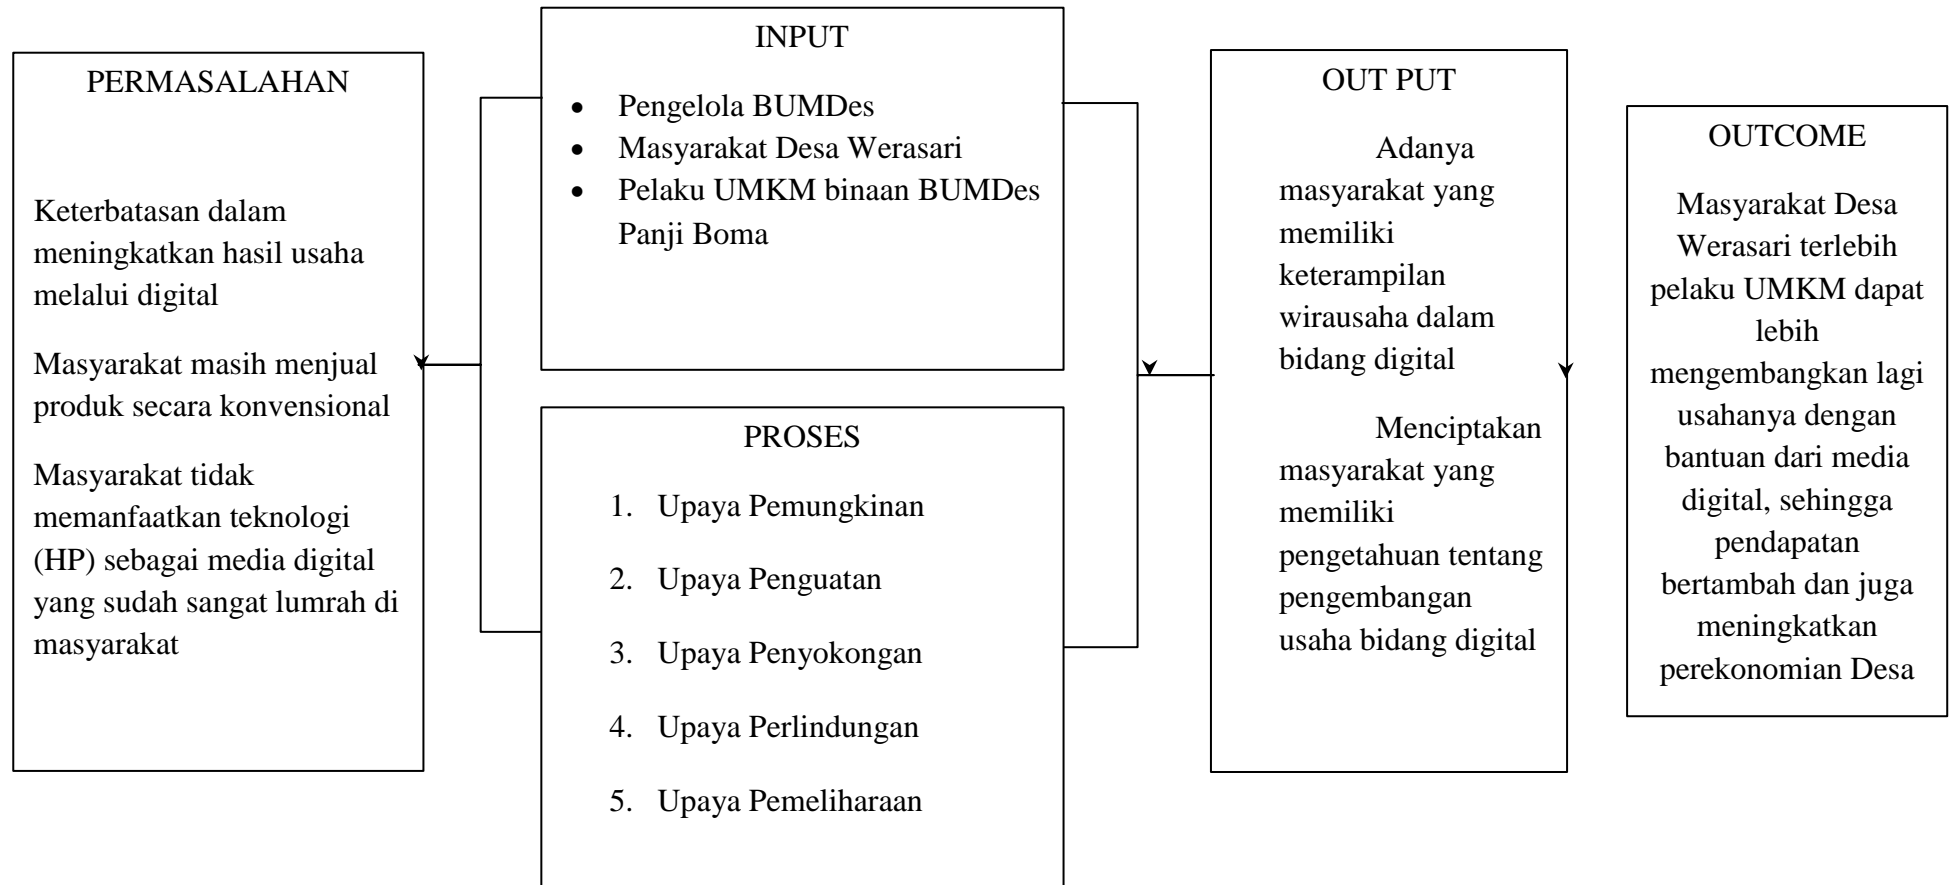 PERMASALAHAN
Keterbatasan dalam
meningkatkan hasil usaha
melalui digital
Masyarakat masih menjual
produk secara konvensional
Masyarakat tidak
memanfaatkan teknologi
(HP) sebagai media digital
yang sudah sangat lumrah di
masyarakat
INPUT
• Pengelola BUMDes
• Masyarakat Desa Werasari
• Pelaku UMKM binaan BUMDes
Panji Boma
PROSES
1. Upaya Pemungkinan
2. Upaya Penguatan
3. Upaya Penyokongan
4. Upaya Perlindungan
5. Upaya Pemeliharaan
OUT PUT
Adanya
masyarakat yang
memiliki
keterampilan
wirausaha dalam
bidang digital
Menciptakan
masyarakat yang
memiliki
pengetahuan tentang
pengembangan
usaha bidang digital
OUTCOME
Masyarakat Desa
Werasari terlebih
pelaku UMKM dapat
lebih
mengembangkan lagi
usahanya dengan
bantuan dari media
digital, sehingga
pendapatan
bertambah dan juga
meningkatkan
perekonomian Desa